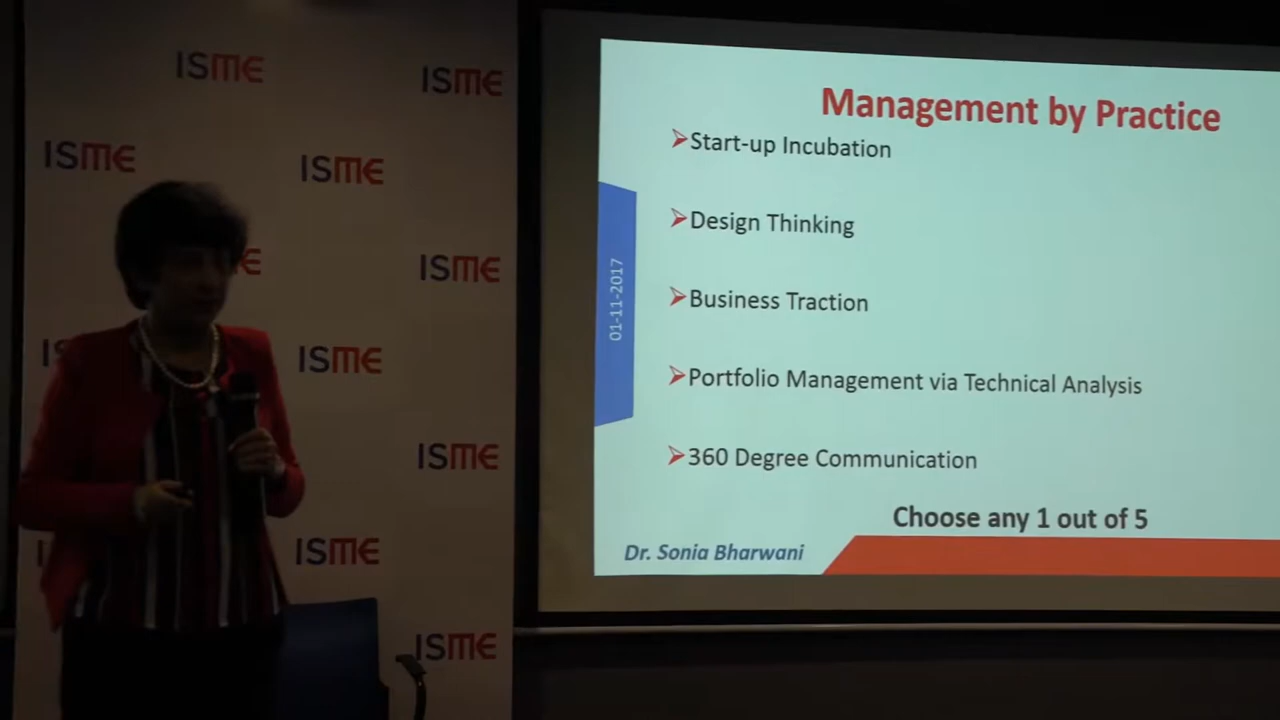 ISME
ISME
ISME
ISME
ISME
ISME
ISME
ISME
ISME
Management by Practice
Start-up Incubation
Design Thinking
Business Traction
Portfolio Management via Technical Analysis
360 Degree Communication
Choose any 1 out of 5
Dr. Sonia Bharwani
01-11-2017